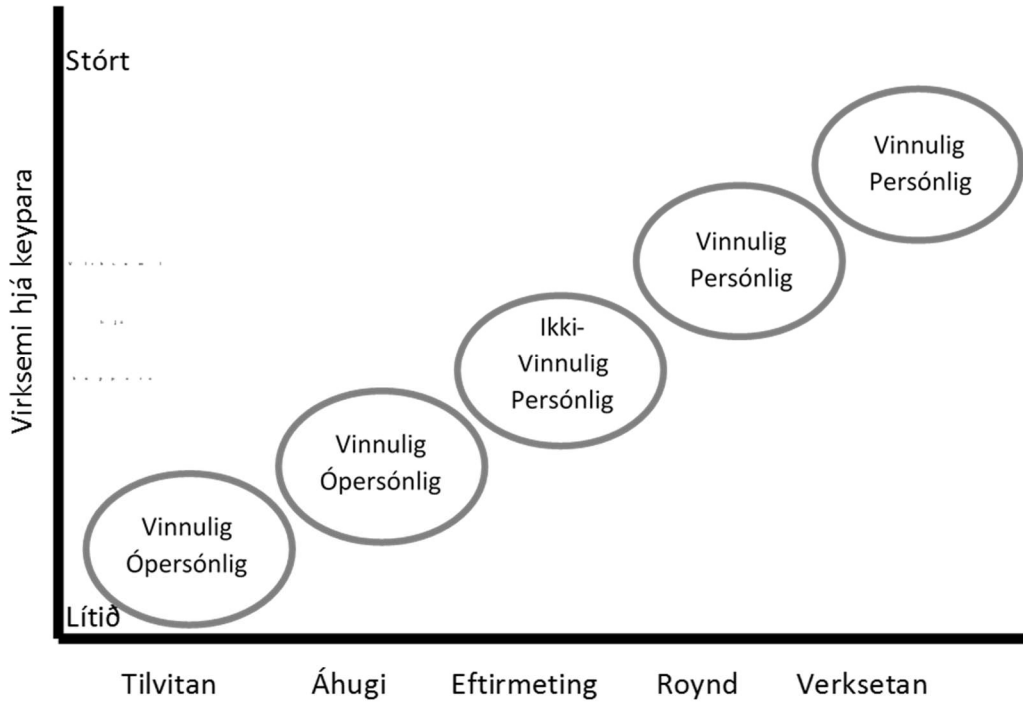 Stórt
Virksemi hjá keypara
Vinnulig
Persónlig
Vinnulig
Persónlig
Ikki-
Vinnulig
Persónlig
Vinnulig
Ópersónlig
Vinnulig
Ópersónlig
Lítið
Tilvitan
Áhugi
Eftirmeting
Roynd
Verksetan